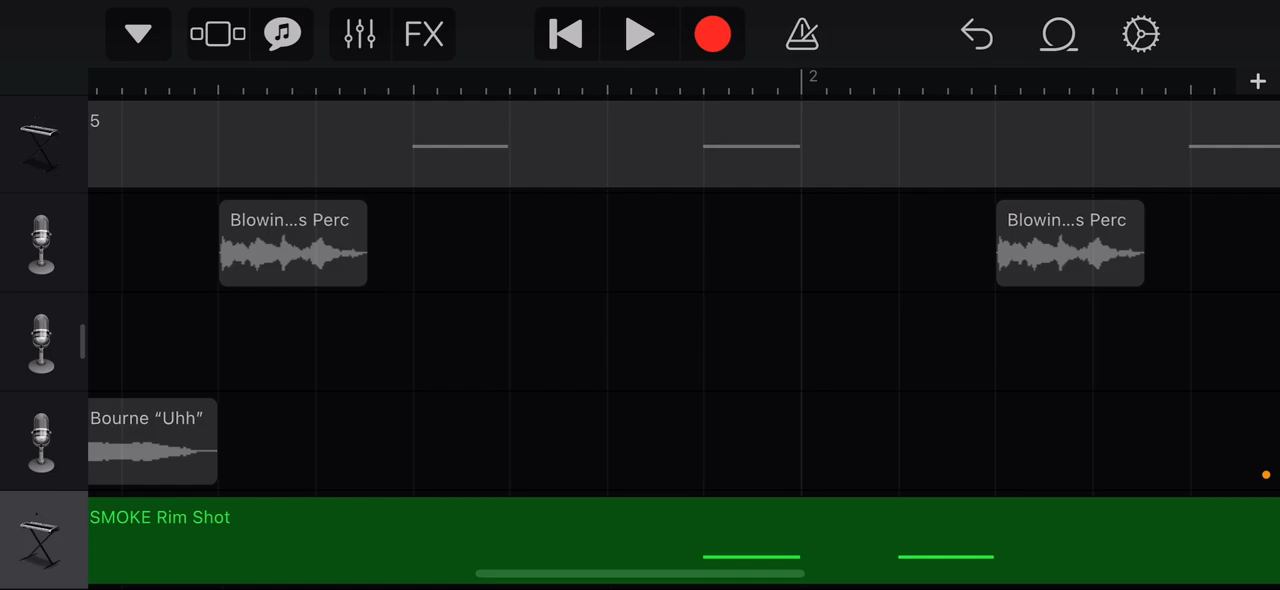 FX
2
5
Blowin...s Perc
Blowin...s Perc
Bourne “Uhh”
SMOKE Rim Shot